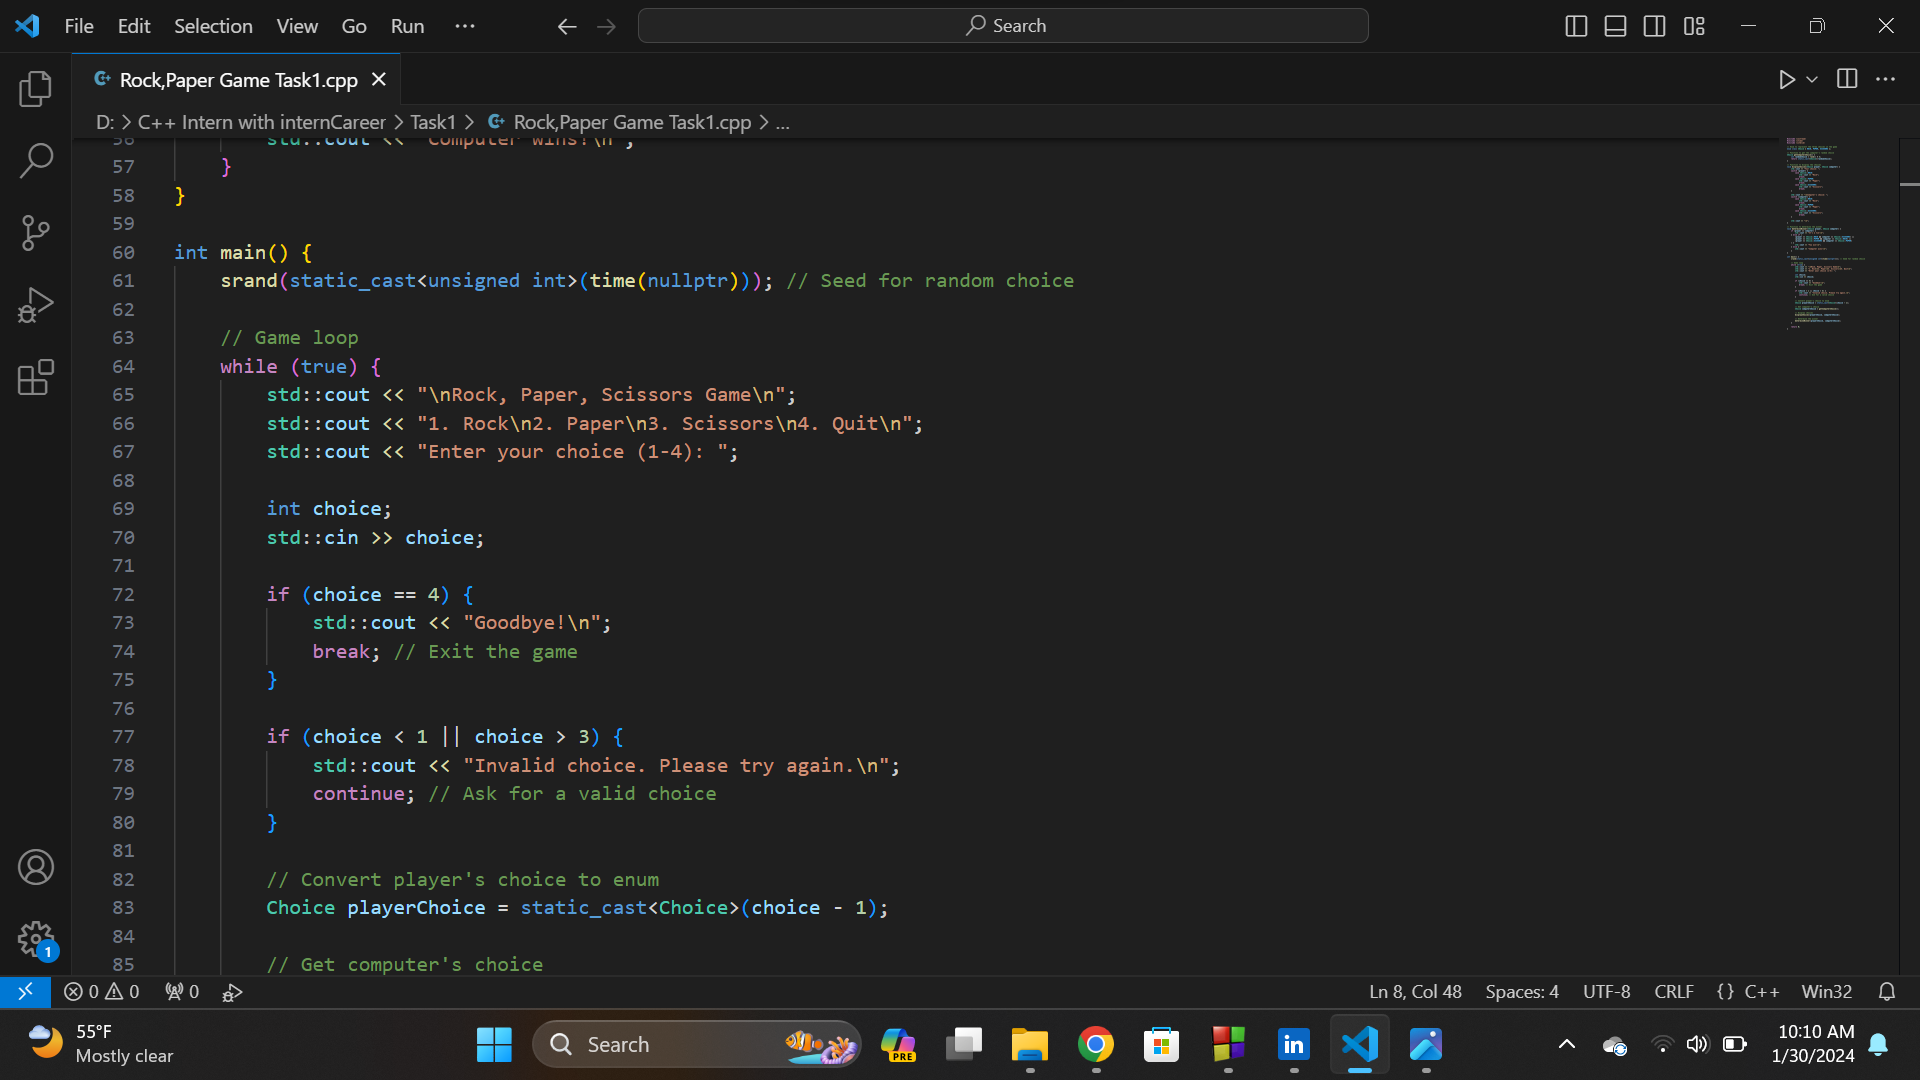 File Edit Selection View Go Run ··· Search
Rock,Paper Game Task1.cpp
D: > C++ Intern with internCareer > Task1 > Rock,Paper Game Task1.cpp > ...
56 std::cout << "Computer wins!\n";
57 }
58 }
59
60 int main() {
61 srand(static_cast<unsigned int>(time(nullptr))); // Seed for random choice
62
63 // Game loop
64 while (true) {
65 std::cout << "\nRock, Paper, Scissors Game\n";
66 std::cout << "1. Rock\n2. Paper\n3. Scissors\n4. Quit\n";
67 std::cout << "Enter your choice (1-4): ";
68
69 int choice;
70 std::cin >> choice;
71
72 if (choice == 4) {
73 std::cout << "Goodbye!\n";
74 break; // Exit the game
75 }
76
77 if (choice < 1 || choice > 3) {
78 std::cout << "Invalid choice. Please try again.\n";
79 continue; // Ask for a valid choice
80 }
81
82 // Convert player's choice to enum
83 Choice playerChoice = static_cast<Choice>(choice - 1);
84
85 // Get computer's choice
1
0 0 0 Ln 8, Col 48 Spaces: 4 UTF-8 CRLF {} C++ Win32
55°F
Mostly clear
Search
PRE
in
10:10 AM
1/30/2024